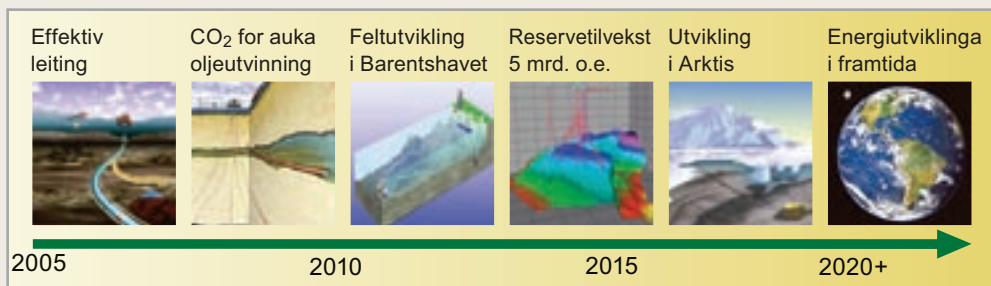 Effektiv
leiting
CO₂ for auka
oljeutvinning
Feltutvikling
i Barentshavet
Reservetilvekst
5 mrd. o.e.
Utvikling
i Arktis
Energiutviklinga
i framtida
2005
2010
2015
2020+